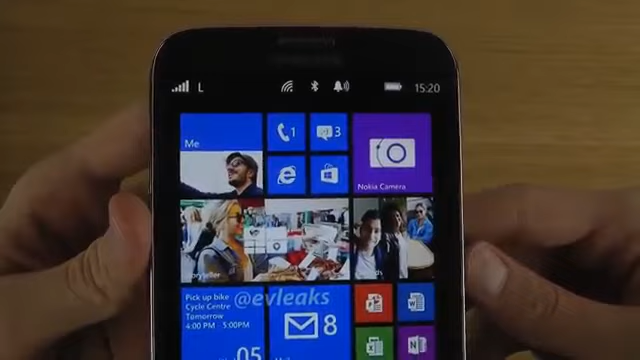 L 15:20
1
3
Me
Nokia Camera
Storyteller
@evleaks
Pick up bike
Cycle Centre
Tomorrow
4:00 PM 5:00PM
8
05